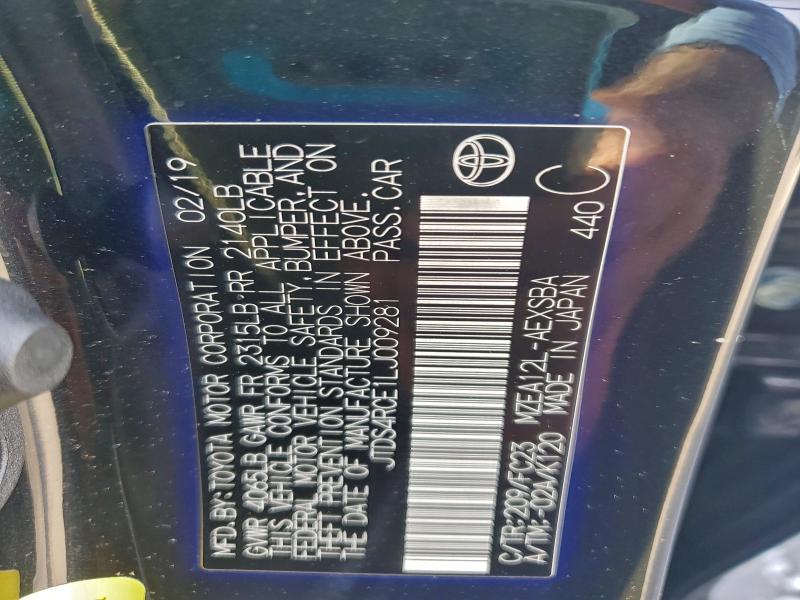 MFD. BY: TOYOTA MOTOR CORPORATION 02/19
GVWR 4065LB GAWR FR 2315LB RR 2140LB
THIS VEHICLE CONFORMS TO ALL APPLICABLE
FEDERAL MOTOR VEHICLE SAFETY, BUMPER, AND
THEFT PREVENTION STANDARDS IN EFFECT ON
THE DATE OF MANUFACTURE SHOWN ABOVE.
JTDS4RCE1LJ009281 PASS. CAR
C/TR: 209/FC23 MZEA12L-AEXSBA
A/TM: -02A/K120 MADE IN JAPAN 440 C